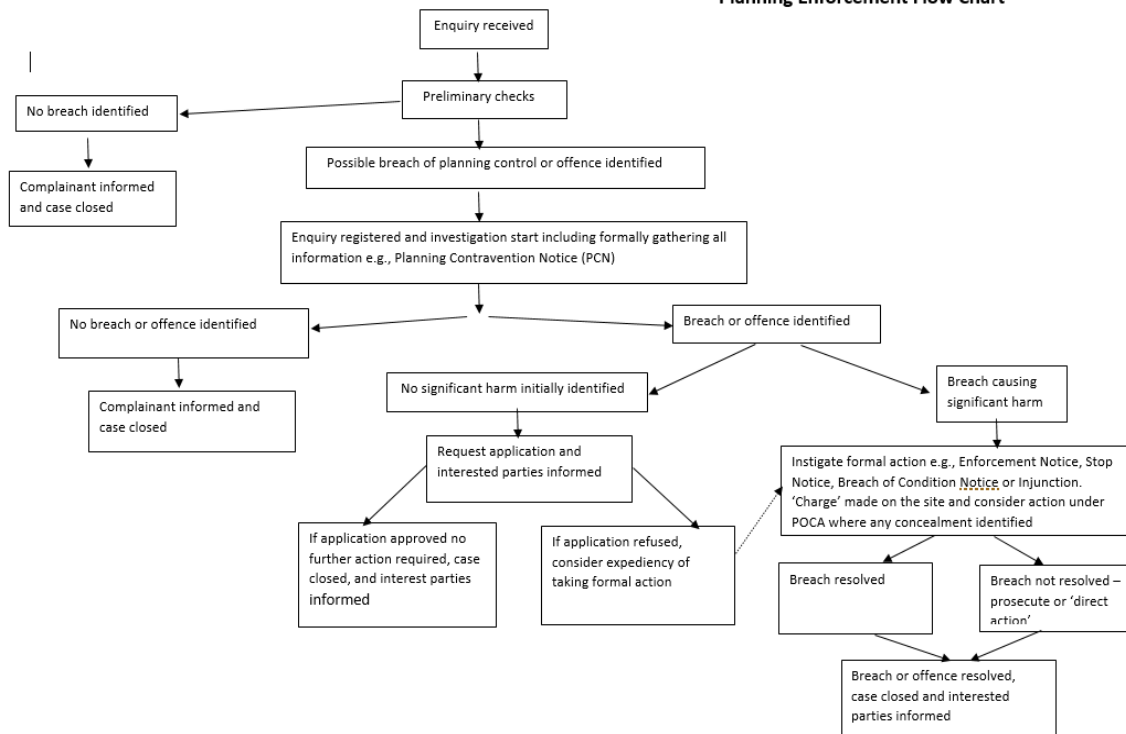 Planning Enforcement Flow Chart
Enquiry received
Preliminary checks
No breach identified
Complainant informed
and case closed
Possible breach of planning control or offence identified
Enquiry registered and investigation start including formally gathering all
information e.g., Planning Contravention Notice (PCN)
No breach or offence identified
Complainant informed and
case closed
Breach or offence identified
No significant harm initially identified
Request application and
interested parties informed
If application approved no
further action required, case
closed, and interest parties
informed
If application refused,
consider expediency of
taking formal action
Breach causing
significant harm
Instigate formal action e.g., Enforcement Notice, Stop
Notice, Breach of Condition Notice or Injunction.
‘Charge’ made on the site and consider action under
POCA where any concealment identified
Breach resolved
Breach not resolved –
prosecute or ‘direct
action’
Breach or offence resolved,
case closed and interested
parties informed